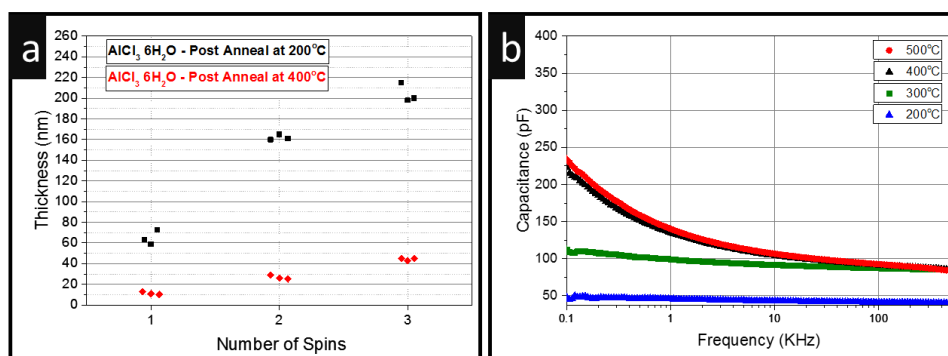 a
AlCl3 6H2O - Post Anneal at 200°C
AlCl3 6H2O - Post Anneal at 400°C
260
240
220
200
180
160
140
120
100
80
60
40
20
0
Thickness (nm)
1
2
3
Number of Spins
b
500°C
400°C
300°C
200°C
400
350
300
250
200
150
100
50
Capacitance (pF)
0.1
1
10
100
Frequency (KHz)